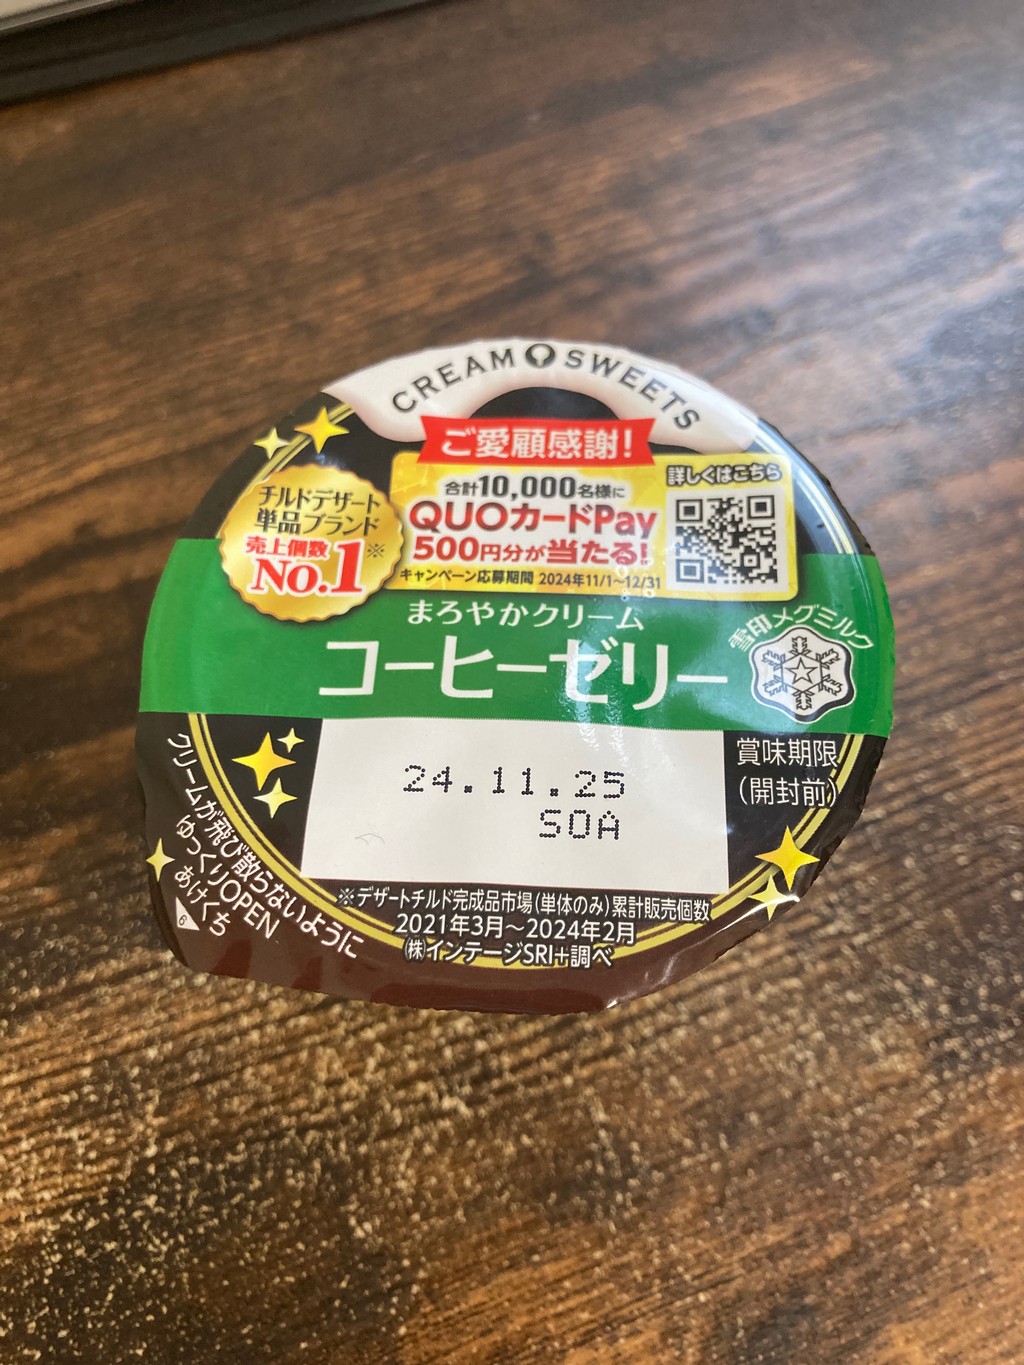 CREAM SWEETS
ご愛顧感謝!
チルドデザート
単品ブランド
売上個数
No.1※
合計10,000名様に
QUOカードPay
500円分が当たる!
キャンペーン応募期間 2024年11/1〜12/31
詳しくはこちら
まろやかクリーム
コーヒーゼリー
雪印メグミルク
賞味期限
(開封前)
24.11.25
SOA
クリームが飛び散らないように
ゆっくりOPEN
あけくち
6
※デザートチルド完成品市場(単体のみ)累計販売個数
2021年3月〜2024年2月
㈱インテージSRI+調べ